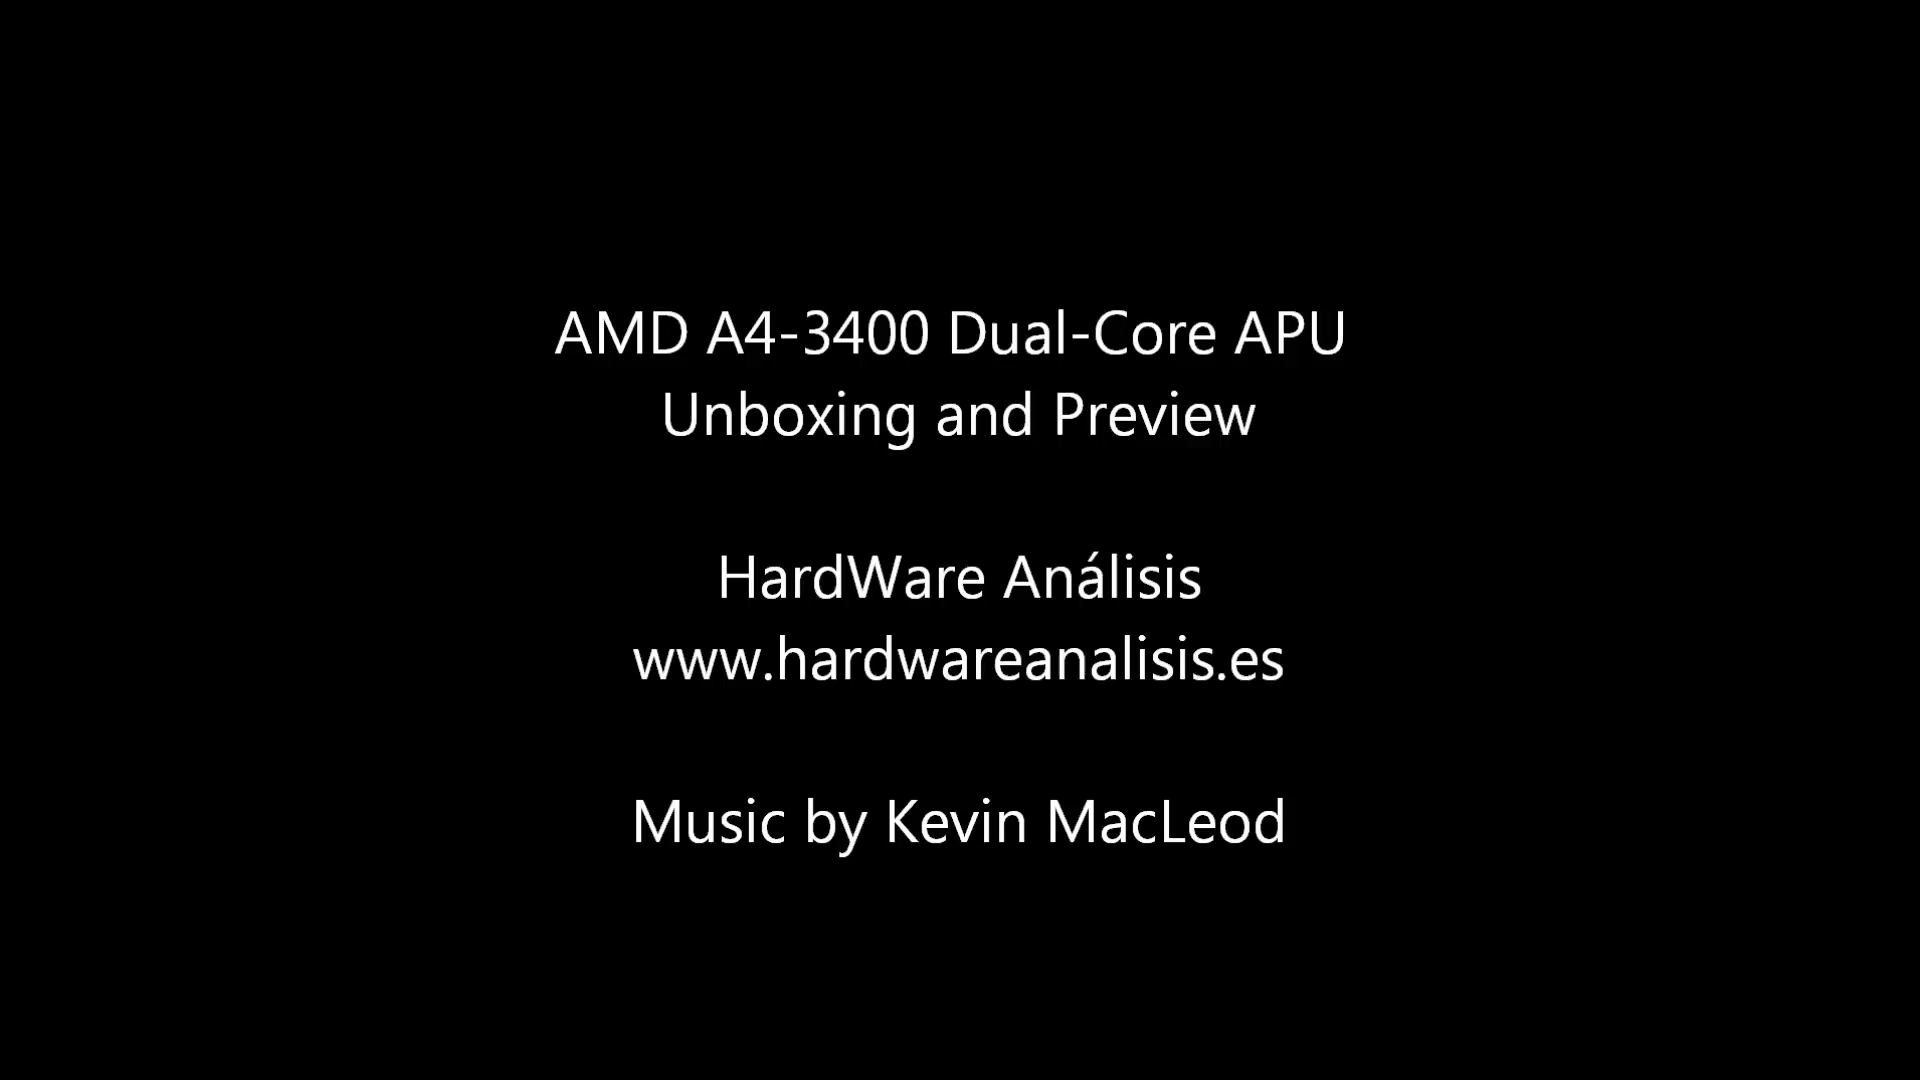 AMD A4-3400 Dual-Core APU
Unboxing and Preview
HardWare Análisis
www.hardwareanalisis.es
Music by Kevin MacLeod